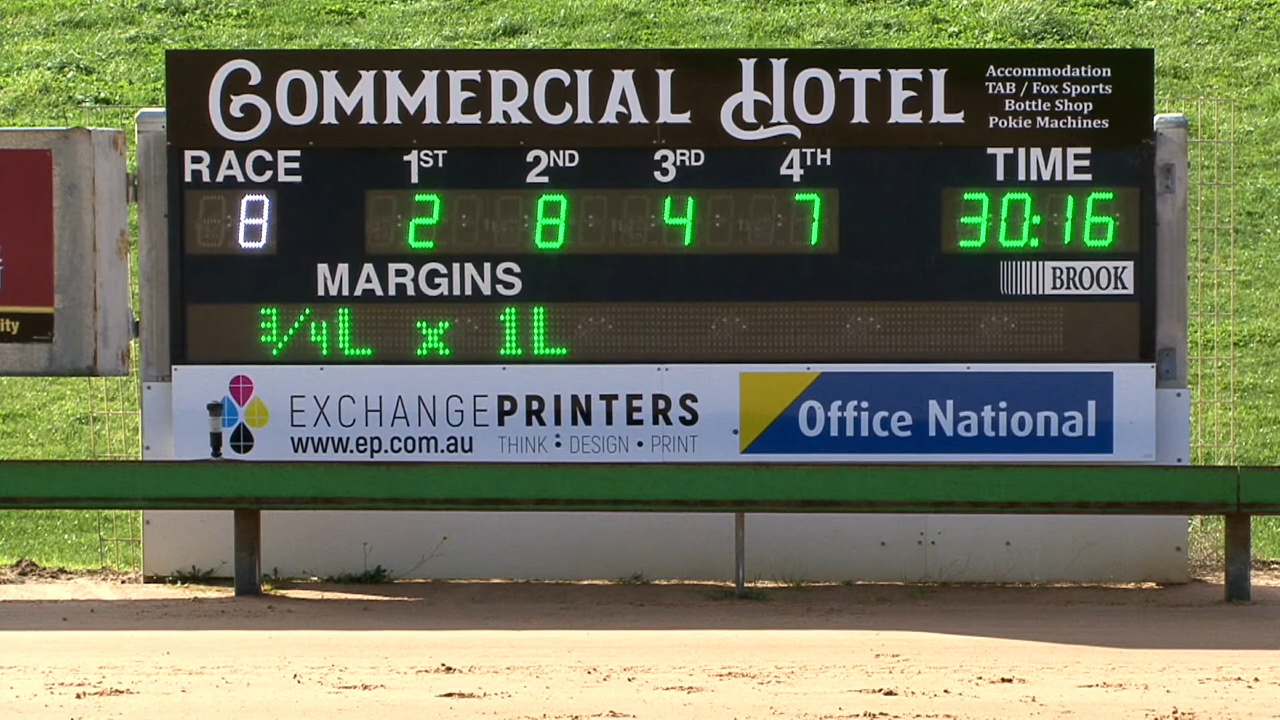 COMMERCIAL HOTEL
Accommodation
TAB / Fox Sports
Bottle Shop
Pokie Machines
RACE 1ST 2ND 3RD 4TH TIME
8 2 8 4 7 30:16
MARGINS
BROOK
3/4L x 1L
EXCHANGEPRINTERS
www.ep.com.au THINK • DESIGN • PRINT
Office National
ity